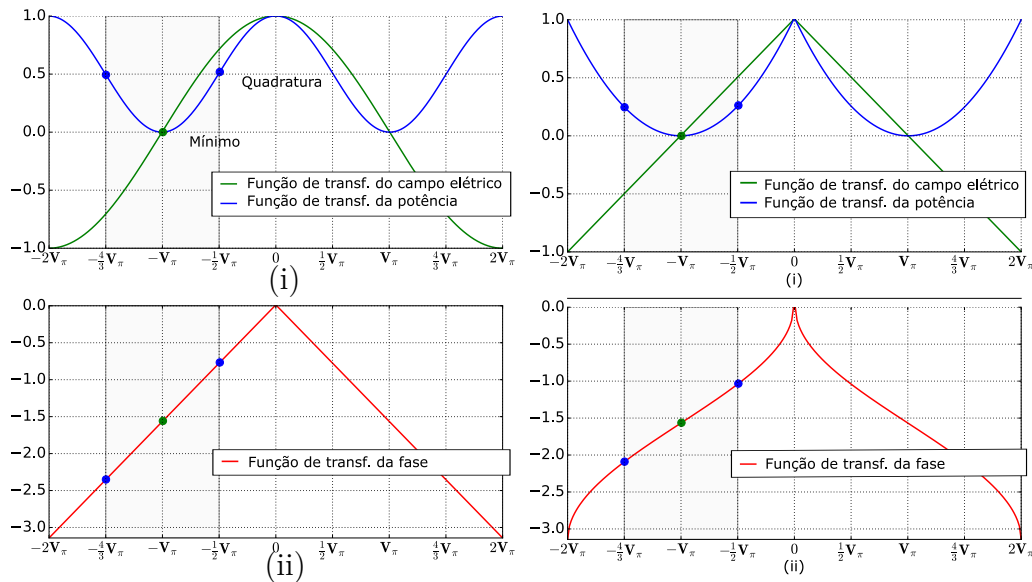 1.0
0.5
0.0
−0.5
−1.0
Quadratura
Mínimo
Função de transf. do campo elétrico
Função de transf. da potência
−2Vπ −4/3Vπ −Vπ −1/2Vπ 0 1/2Vπ Vπ 4/3Vπ 2Vπ
(i)
1.0
0.5
0.0
−0.5
−1.0
Função de transf. do campo elétrico
Função de transf. da potência
−2Vπ −4/3Vπ −Vπ −1/2Vπ 0 1/2Vπ Vπ 4/3Vπ 2Vπ
(i)
0.0
−0.5
−1.0
−1.5
−2.0
−2.5
−3.0
Função de transf. da fase
−2Vπ −4/3Vπ −Vπ −1/2Vπ 0 1/2Vπ Vπ 4/3Vπ 2Vπ
(ii)
0.0
−0.5
−1.0
−1.5
−2.0
−2.5
−3.0
Função de transf. da fase
−2Vπ −4/3Vπ −Vπ −1/2Vπ 0 1/2Vπ Vπ 4/3Vπ 2Vπ
(ii)